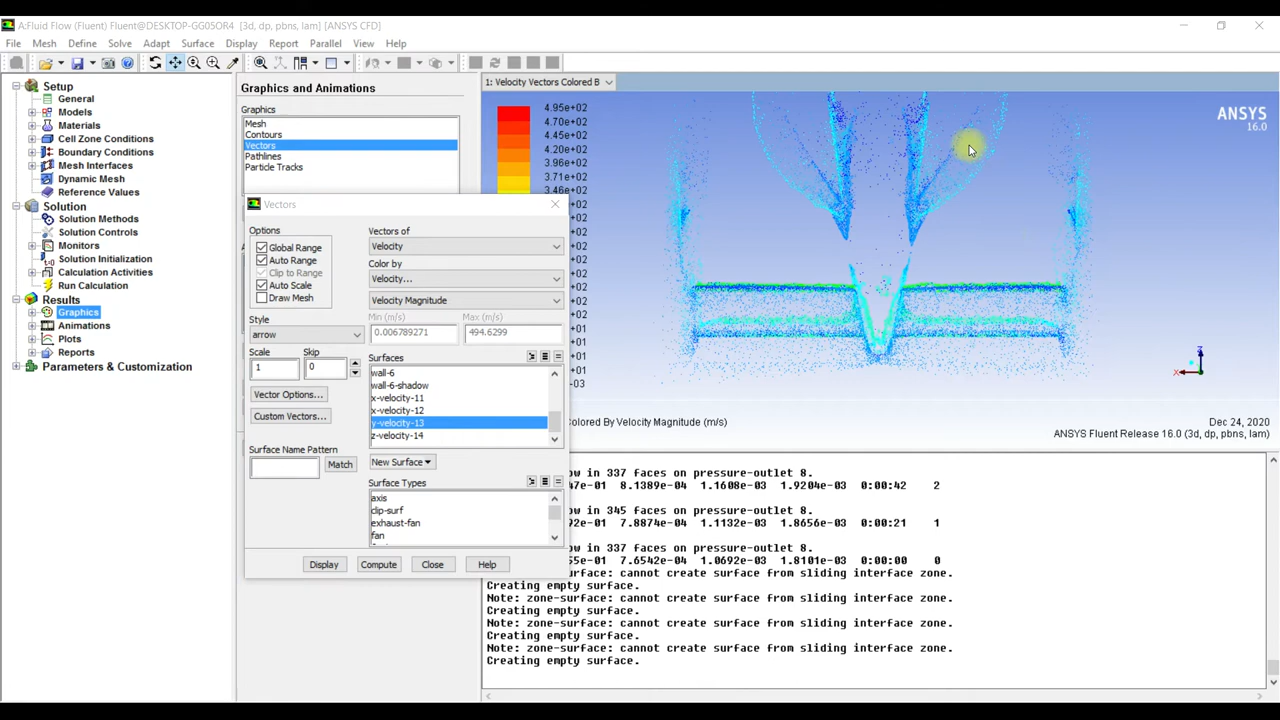 A:Fluid Flow (Fluent) Fluent@DESKTOP-GG05OR4 [3d, dp, pbns, lam] [ANSYS CFD]
File Mesh Define Solve Adapt Surface Display Report Parallel View Help
Setup
General
Models
Materials
Cell Zone Conditions
Boundary Conditions
Mesh Interfaces
Dynamic Mesh
Reference Values
Solution
Solution Methods
Solution Controls
Monitors
Solution Initialization
Calculation Activities
Run Calculation
Results
Graphics
Animations
Plots
Reports
Parameters & Customization
Graphics and Animations
Graphics
Mesh
Contours
Vectors
Pathlines
Particle Tracks
Vectors
Options
Global Range
Auto Range
Clip to Range
Auto Scale
Draw Mesh
Style
arrow
Scale Skip
1 0
Vector Options...
Custom Vectors...
Surface Name Pattern
Match
Vectors of
Velocity
Color by
Velocity...
Velocity Magnitude
Min (m/s) Max (m/s)
0.006789271 494.6299
Surfaces
wall-6
wall-6-shadow
x-velocity-11
x-velocity-12
y-velocity-13
z-velocity-14
New Surface
Surface Types
axis
clip-surf
exhaust-fan
fan
Display Compute Close Help
1: Velocity Vectors Colored B
4.95e+02
4.70e+02
4.45e+02
4.20e+02
3.71e+02
3.46e+02
e+02
e+02
e+02
e+02
e+02
e+02
e+02
e+02
e+01
e+01
e+01
e+01
e-03
ANSYS
16.0
Z
X
Colored By Velocity Magnitude (m/s)
Dec 24, 2020
ANSYS Fluent Release 16.0 (3d, dp, pbns, lam)
ow in 337 faces on pressure-outlet 8.
47e-01 8.1389e-04 1.1608e-03 1.9204e-03 0:00:42 2
ow in 345 faces on pressure-outlet 8.
92e-01 7.8874e-04 1.1132e-03 1.8656e-03 0:00:21 1
ow in 337 faces on pressure-outlet 8.
55e-01 7.6542e-04 1.0692e-03 1.8101e-03 0:00:00 0
surface: cannot create surface from sliding interface zone.
Creating empty surface.
Note: zone-surface: cannot create surface from sliding interface zone.
Creating empty surface.
Note: zone-surface: cannot create surface from sliding interface zone.
Creating empty surface.
Note: zone-surface: cannot create surface from sliding interface zone.
Creating empty surface.